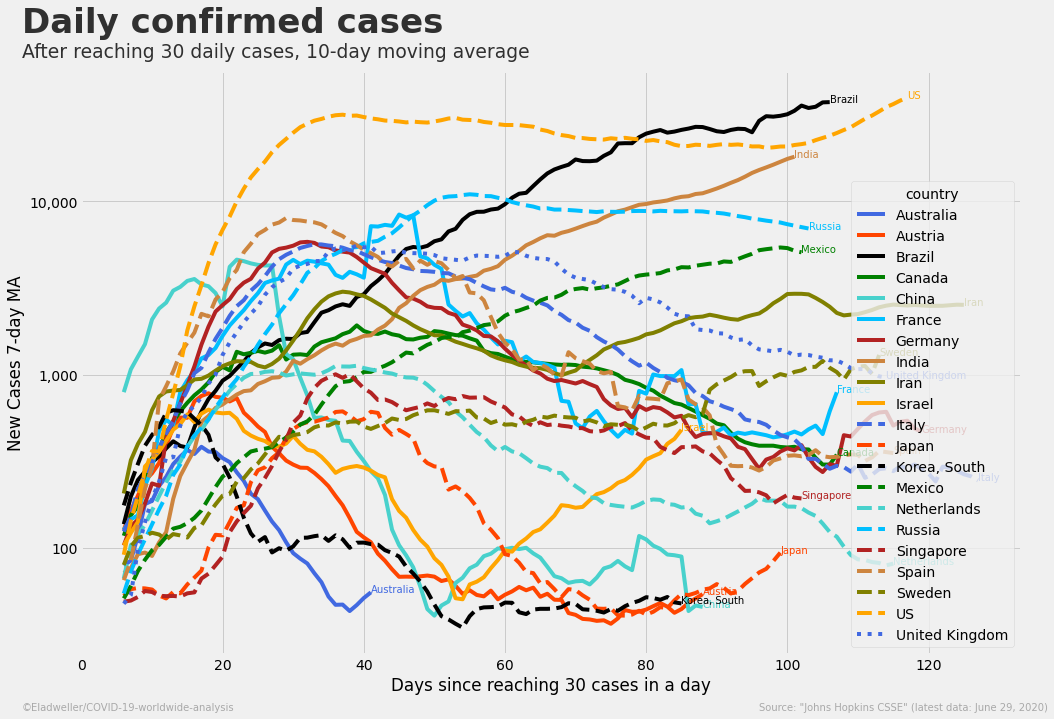 Daily confirmed cases
After reaching 30 daily cases, 10-day moving average
New Cases 7-day MA
10,000
1,000
100
0 20 40 60 80 100 120
Days since reaching 30 cases in a day
US
Brazil
India
Russia
Mexico
Iran
Sweden
United Kingdom
France
Israel
Germany
Canada
Italy
Singapore
Japan
Australia
Austria
Korea, South
China
country
Australia
Austria
Brazil
Canada
China
France
Germany
India
Iran
Israel
Italy
Japan
Korea, South
Mexico
Netherlands
Russia
Singapore
Spain
Sweden
US
United Kingdom
©Eladweller/COVID-19-worldwide-analysis
Source: "Johns Hopkins CSSE" (latest data: June 29, 2020)